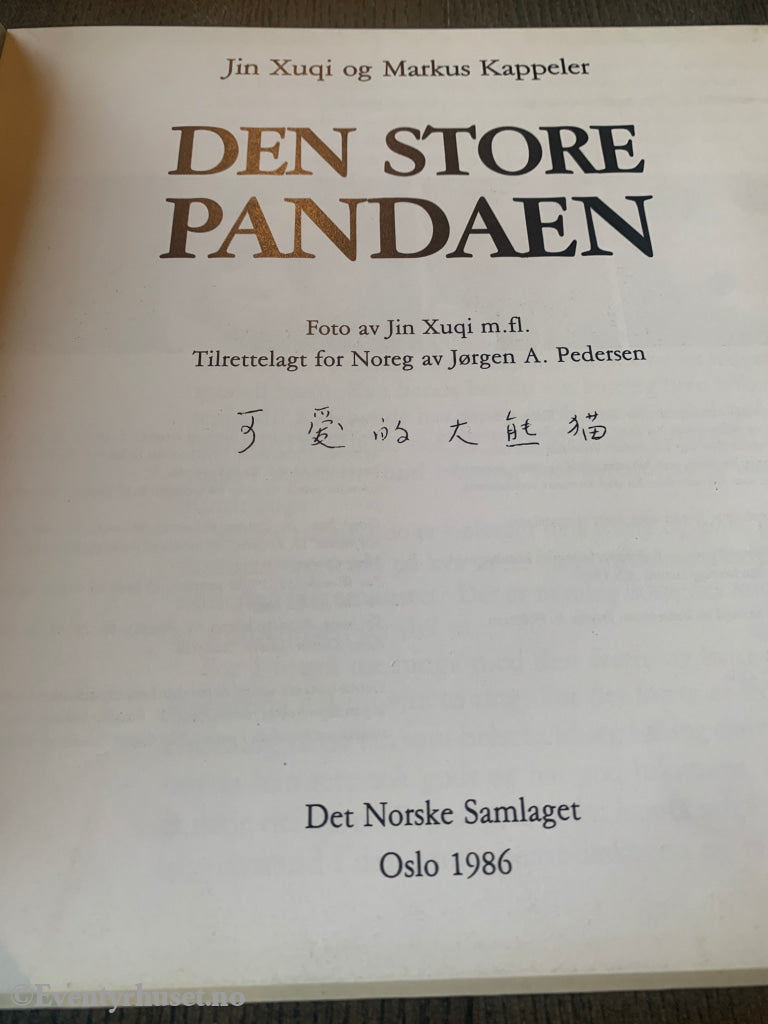 Jin Xuqi og Markus Kappeler
DEN STORE
PANDAEN
Foto av Jin Xuqi m.fl.
Tilrettelagt for Noreg av Jørgen A. Pedersen
可爱的大熊猫
Det Norske Samlaget
Oslo 1986
©Eventyrhuset.no